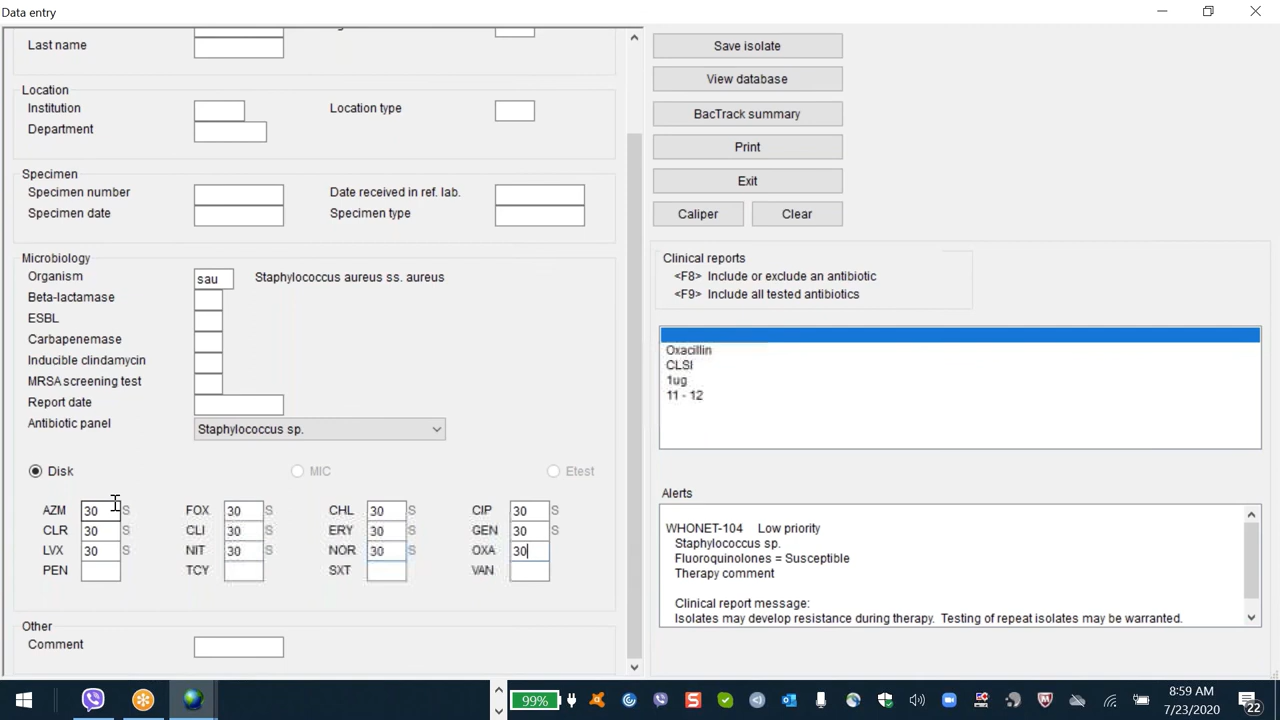 Data entry
Last name
Location
Institution
Location type
Department
Specimen
Specimen number
Date received in ref. lab.
Specimen date
Specimen type
Microbiology
Organism sau Staphylococcus aureus ss. aureus
Beta-lactamase
ESBL
Carbapenemase
Inducible clindamycin
MRSA screening test
Report date
Antibiotic panel Staphylococcus sp.
Disk MIC Etest
AZM 30 S FOX 30 S CHL 30 S CIP 30 S
CLR 30 S CLI 30 S ERY 30 S GEN 30 S
LVX 30 S NIT 30 S NOR 30 S OXA 30
PEN TCY SXT VAN
Other
Comment
Save isolate
View database
BacTrack summary
Print
Exit
Caliper Clear
Clinical reports
<F8> Include or exclude an antibiotic
<F9> Include all tested antibiotics
Oxacillin
CLSI
1ug
11 - 12
Alerts
WHONET-104 Low priority
Staphylococcus sp.
Fluoroquinolones = Susceptible
Therapy comment
Clinical report message:
Isolates may develop resistance during therapy. Testing of repeat isolates may be warranted.
99%
8:59 AM
7/23/2020
22